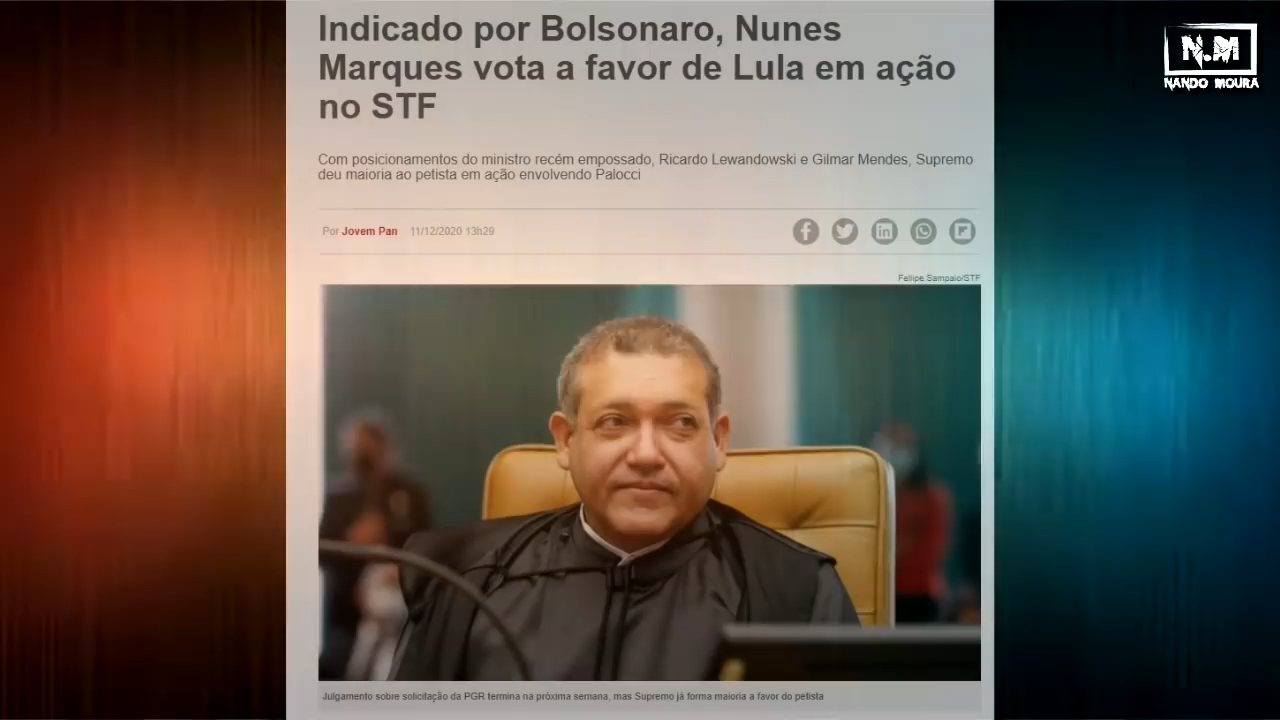 Indicado por Bolsonaro, Nunes
Marques vota a favor de Lula em ação
no STF
N.M
NANDO MOURA
Com posicionamentos do ministro recém empossado, Ricardo Lewandowski e Gilmar Mendes, Supremo
deu maioria ao petista em ação envolvendo Palocci
Por Jovem Pan 11/12/2020 13h29
Fellipe Sampaio/STF
Julgamento sobre solicitação da PGR termina na próxima semana, mas Supremo já forma maioria a favor do petista